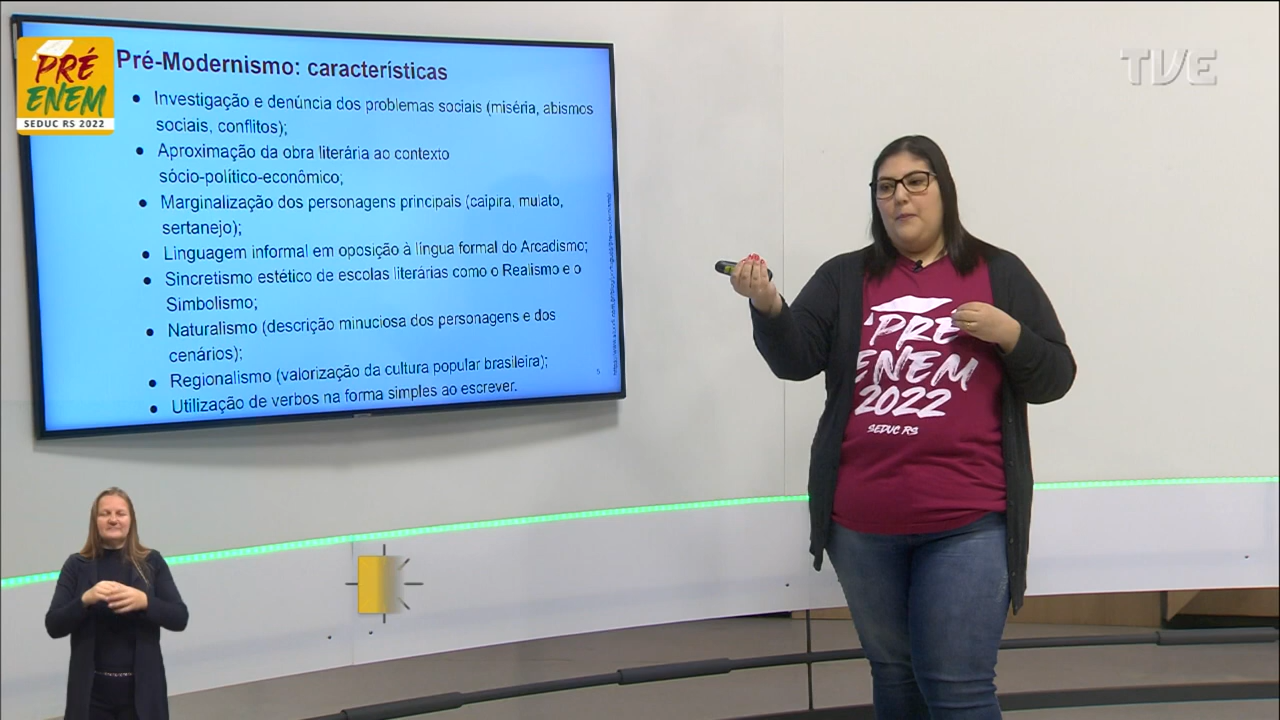 PRÉ
ENEM
SEDUC RS 2022
Pré-Modernismo: características
Investigação e denúncia dos problemas sociais (miséria, abismos
sociais, conflitos);
Aproximação da obra literária ao contexto
sócio-político-econômico;
Marginalização dos personagens principais (caipira, mulato,
sertanejo);
Linguagem informal em oposição à língua formal do Arcadismo;
Sincretismo estético de escolas literárias como o Realismo e o
Simbolismo;
Naturalismo (descrição minuciosa dos personagens e dos
cenários);
Regionalismo (valorização da cultura popular brasileira);
Utilização de verbos na forma simples ao escrever.
5
TVE
PRÉ
ENEM
2022
SEDUC RS